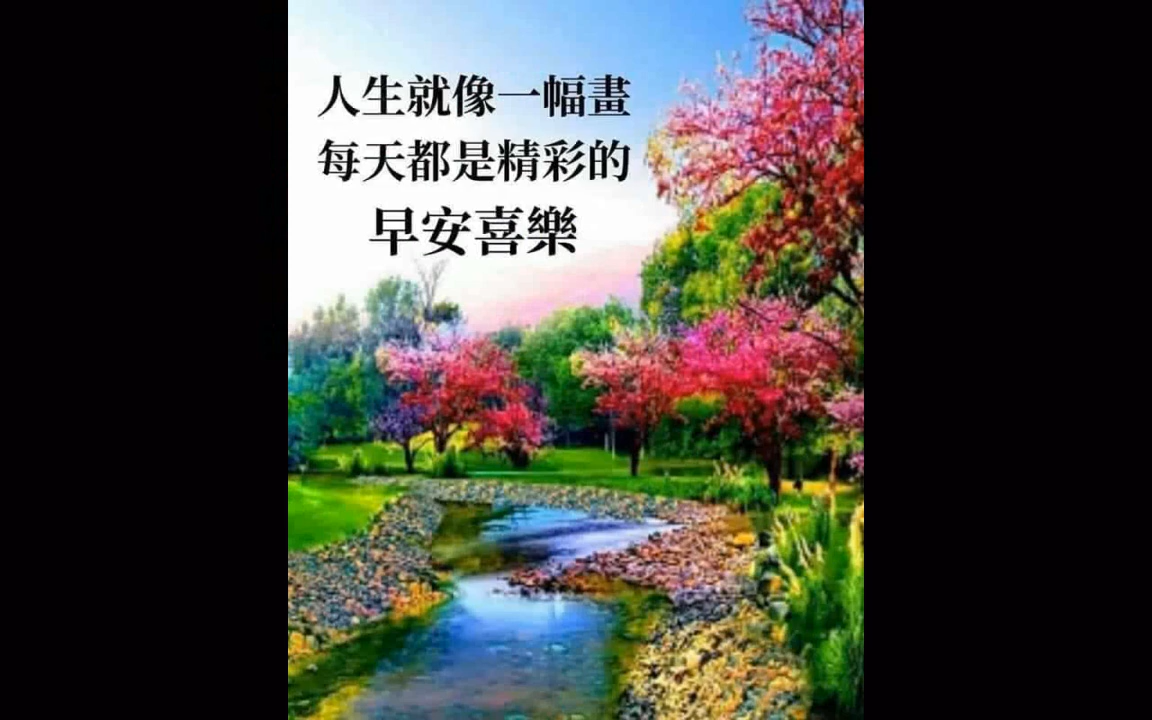 人生就像一幅畫
每天都是精彩的
早安喜樂